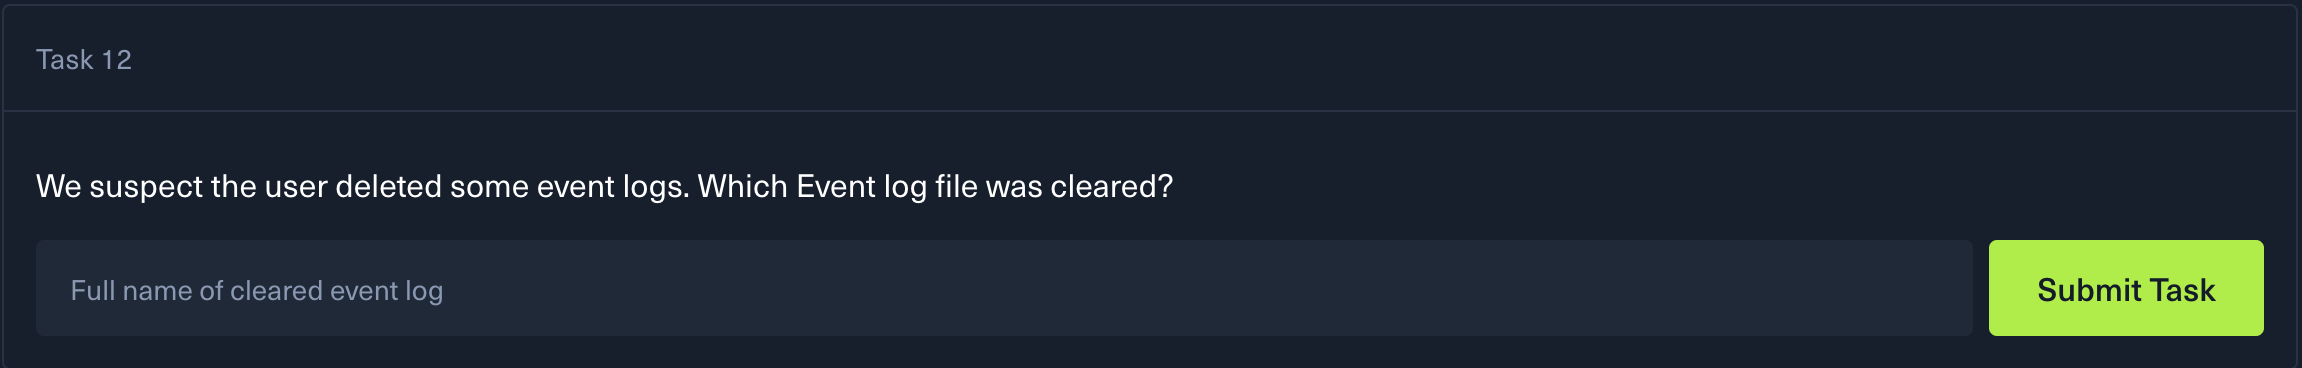 Task 12
We suspect the user deleted some event logs. Which Event log file was cleared?
Full name of cleared event log
Submit Task